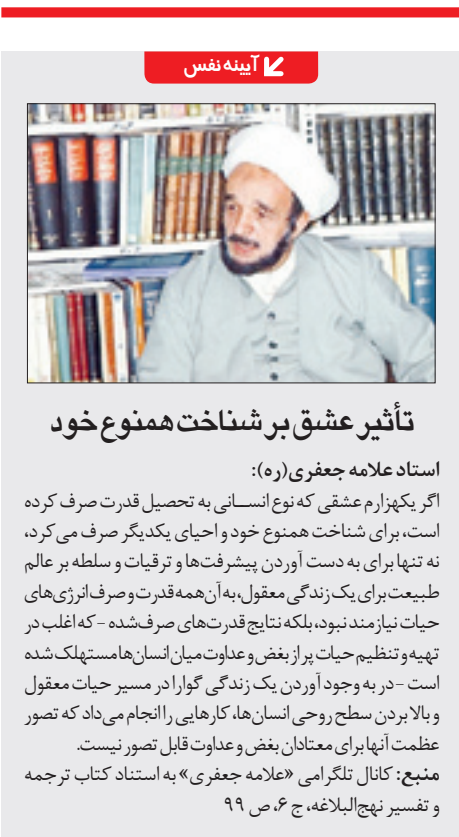 آیینه نفس
تأثیر عشق بر شناخت همنوع خود
استاد علامه جعفری(ره):
اگر یکهزارم عشقی که نوع انســانی به تحصیل قدرت صرف کرده
است، برای شناخت همنوع خود و احیای یکدیگر صرف می کرد،
نه تنها برای به دست آوردن پیشرفت‌ها و ترقیات و سلطه بر عالم
طبیعت برای یک زندگی معقول، به آن همه قدرت و صرف انرژی‌های
حیات نیازمند نبود، بلکه نتایج قدرت‌های صرف‌شده - که اغلب در
تهیه و تنظیم حیات پر از بغض و عداوت میان انسان‌ها مستهلک شده
است - در به وجود آوردن یک زندگی گوارا در مسیر حیات معقول
و بالا بردن سطح روحی انسان‌ها، کارهایی را انجام می‌داد که تصور
عظمت آنها برای معتادان بغض و عداوت قابل تصور نیست.
منبع: کانال تلگرامی «علامه جعفری» به استناد کتاب ترجمه
و تفسیر نهج‌البلاغه، ج ۶، ص ۹۹